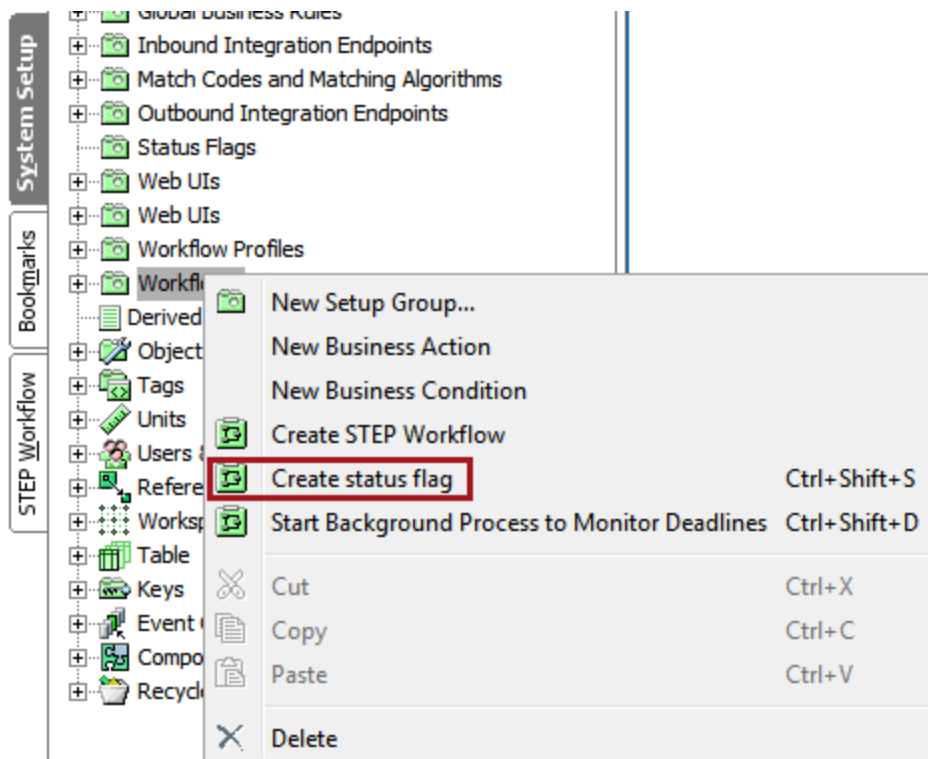 Global Business Rules
Inbound Integration Endpoints
Match Codes and Matching Algorithms
Outbound Integration Endpoints
Status Flags
Web UIs
Web UIs
Workflow Profiles
Workfl
Derived
Object
Tags
Units
Users
Refere
Worksp
Table
Keys
Event
Compo
Recycl
System Setup
Bookmarks
STEP Workflow
New Setup Group...
New Business Action
New Business Condition
Create STEP Workflow
Create status flag Ctrl+Shift+S
Start Background Process to Monitor Deadlines Ctrl+Shift+D
Cut Ctrl+X
Copy Ctrl+C
Paste Ctrl+V
Delete